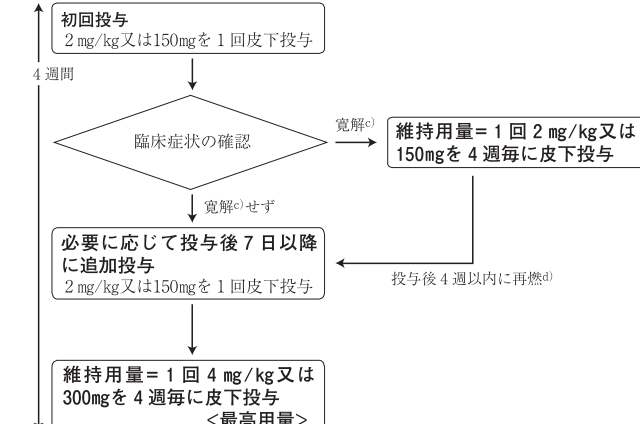 初回投与
2 mg/kg又は150mgを1回皮下投与
4週間
臨床症状の確認
寛解c)
維持用量=1回2 mg/kg又は
150mgを4週毎に皮下投与
寛解c)せず
必要に応じて投与後7日以降
に追加投与
2 mg/kg又は150mgを1回皮下投与
投与後4週以内に再燃d)
維持用量=1回4 mg/kg又は
300mgを4週毎に皮下投与
<最高用量>